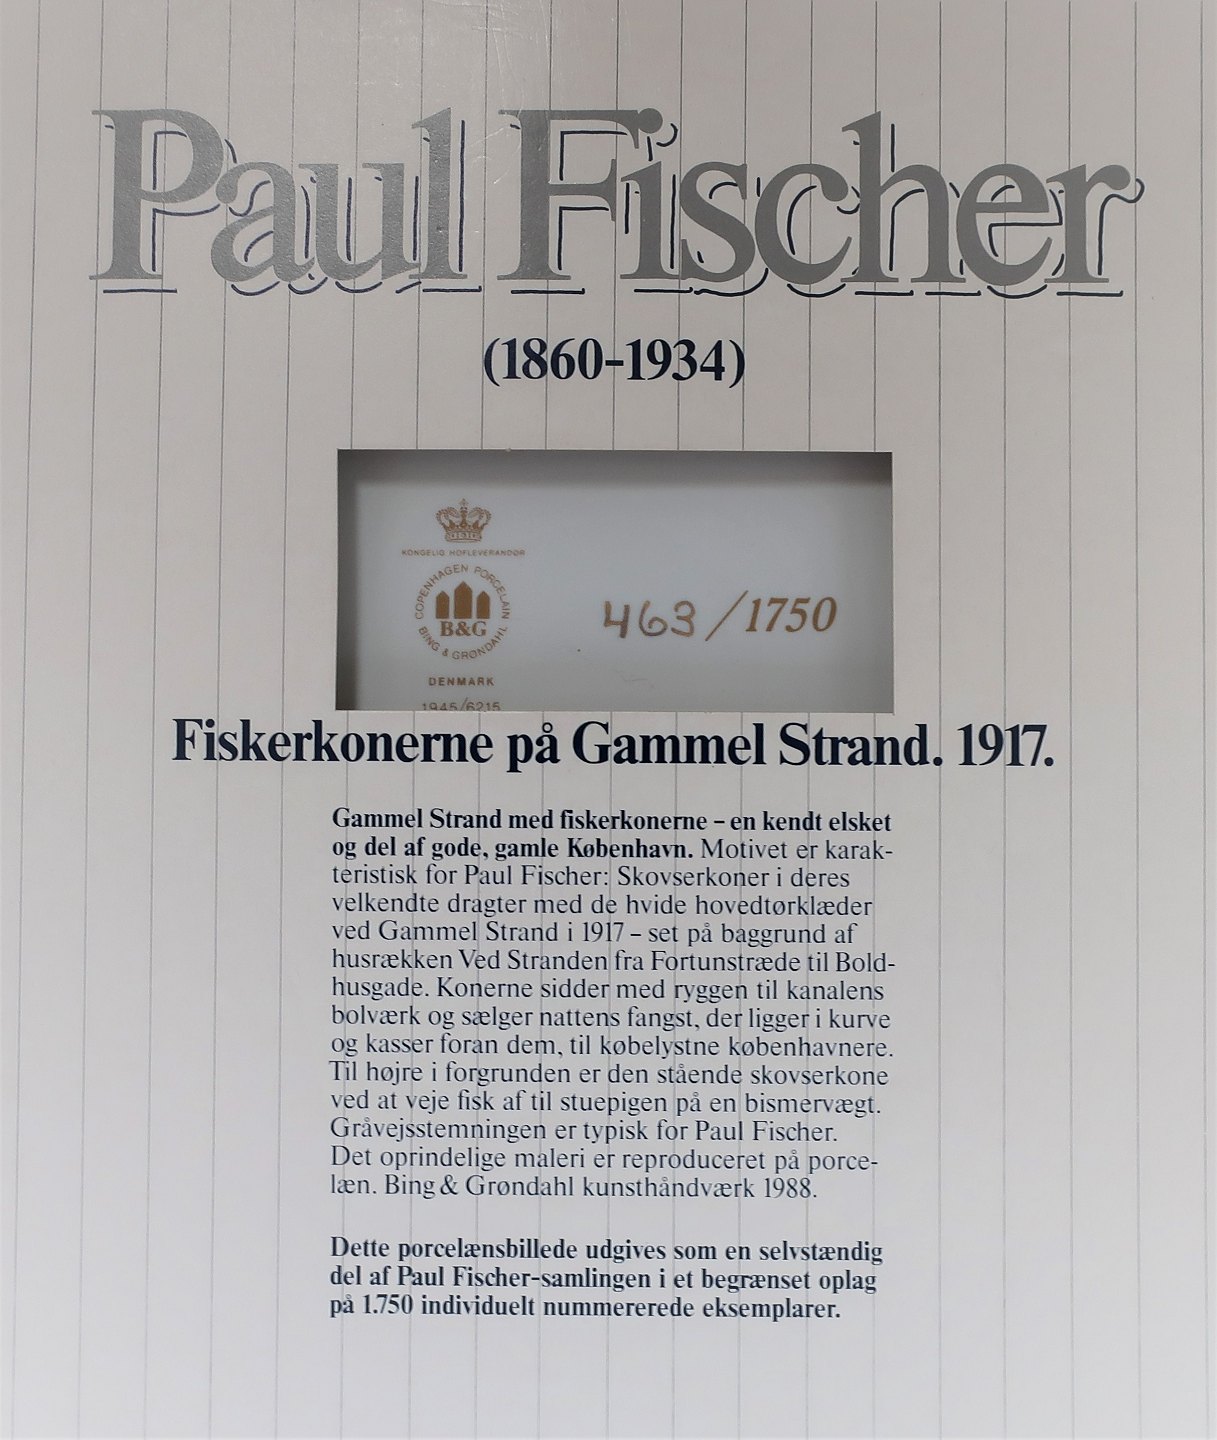 Paul Fischer
(1860-1934)
KONGELIG HOFLEVERANDØR
COPENHAGEN PORCELAIN
BING & GRØNDAHL
B&G
DENMARK
1945/6215
463/1750
Fiskerkonerne på Gammel Strand. 1917.
Gammel Strand med fiskerkonerne – en kendt elsket
og del af gode, gamle København. Motivet er karak-
teristisk for Paul Fischer: Skovserkoner i deres
velkendte dragter med de hvide hovedtørklæder
ved Gammel Strand i 1917 – set på baggrund af
husrækken Ved Stranden fra Fortunstræde til Bold-
husgade. Konerne sidder med ryggen til kanalens
bolværk og sælger nattens fangst, der ligger i kurve
og kasser foran dem, til købelystne københavnere.
Til højre i forgrunden er den stående skovserkone
ved at veje fisk af til stuepigen på en bismervægt.
Gråvejsstemningen er typisk for Paul Fischer.
Det oprindelige maleri er reproduceret på porce-
læn. Bing & Grøndahl kunsthåndværk 1988.
Dette porcelænsbillede udgives som en selvstændig
del af Paul Fischer-samlingen i et begrænset oplag
på 1.750 individuelt nummererede eksemplarer.